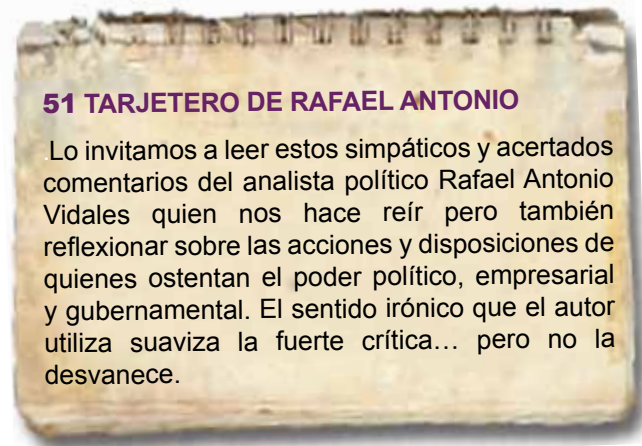 51 TARJETERO DE RAFAEL ANTONIO
Lo invitamos a leer estos simpáticos y acertados
comentarios del analista político Rafael Antonio
Vidales quien nos hace reír pero también
reflexionar sobre las acciones y disposiciones de
quienes ostentan el poder político, empresarial
y gubernamental. El sentido irónico que el autor
utiliza suaviza la fuerte crítica… pero no la
desvanece.